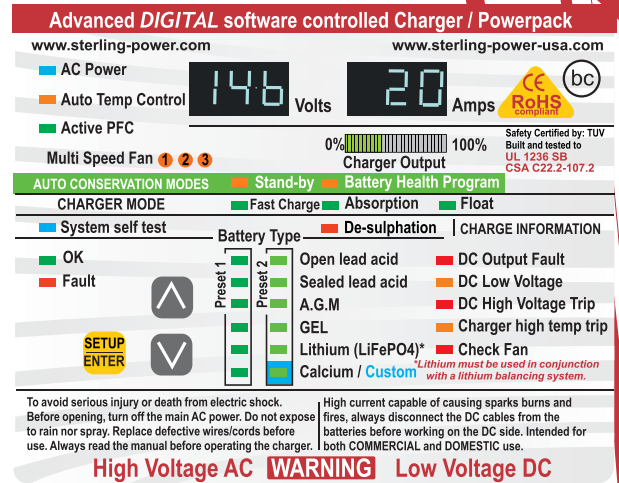 Advanced DIGITAL software controlled Charger / Powerpack
www.sterling-power.com www.sterling-power-usa.com
AC Power
Auto Temp Control
Active PFC
Multi Speed Fan 1 2 3
146 Volts
20 Amps
CE
RoHS
compliant
bc
0% 100%
Charger Output
Safety Certified by: TUV
Built and tested to
UL 1236 SB
CSA C22.2-107.2
AUTO CONSERVATION MODES Stand-by Battery Health Program
CHARGER MODE Fast Charge Absorption Float
System self test De-sulphation CHARGE INFORMATION
OK
Fault
SETUP
ENTER
Battery Type
Preset 1 Preset 2
Open lead acid
Sealed lead acid
A.G.M
GEL
Lithium (LiFePO4)*
Calcium / Custom
DC Output Fault
DC Low Voltage
DC High Voltage Trip
Charger high temp trip
Check Fan
*Lithium must be used in conjunction
with a lithium balancing system.
To avoid serious injury or death from electric shock.
Before opening, turn off the main AC power. Do not expose
to rain nor spray. Replace defective wires/cords before
use. Always read the manual before operating the charger.
High current capable of causing sparks burns and
fires, always disconnect the DC cables from the
batteries before working on the DC side. Intended for
both COMMERCIAL and DOMESTIC use.
High Voltage AC WARNING Low Voltage DC